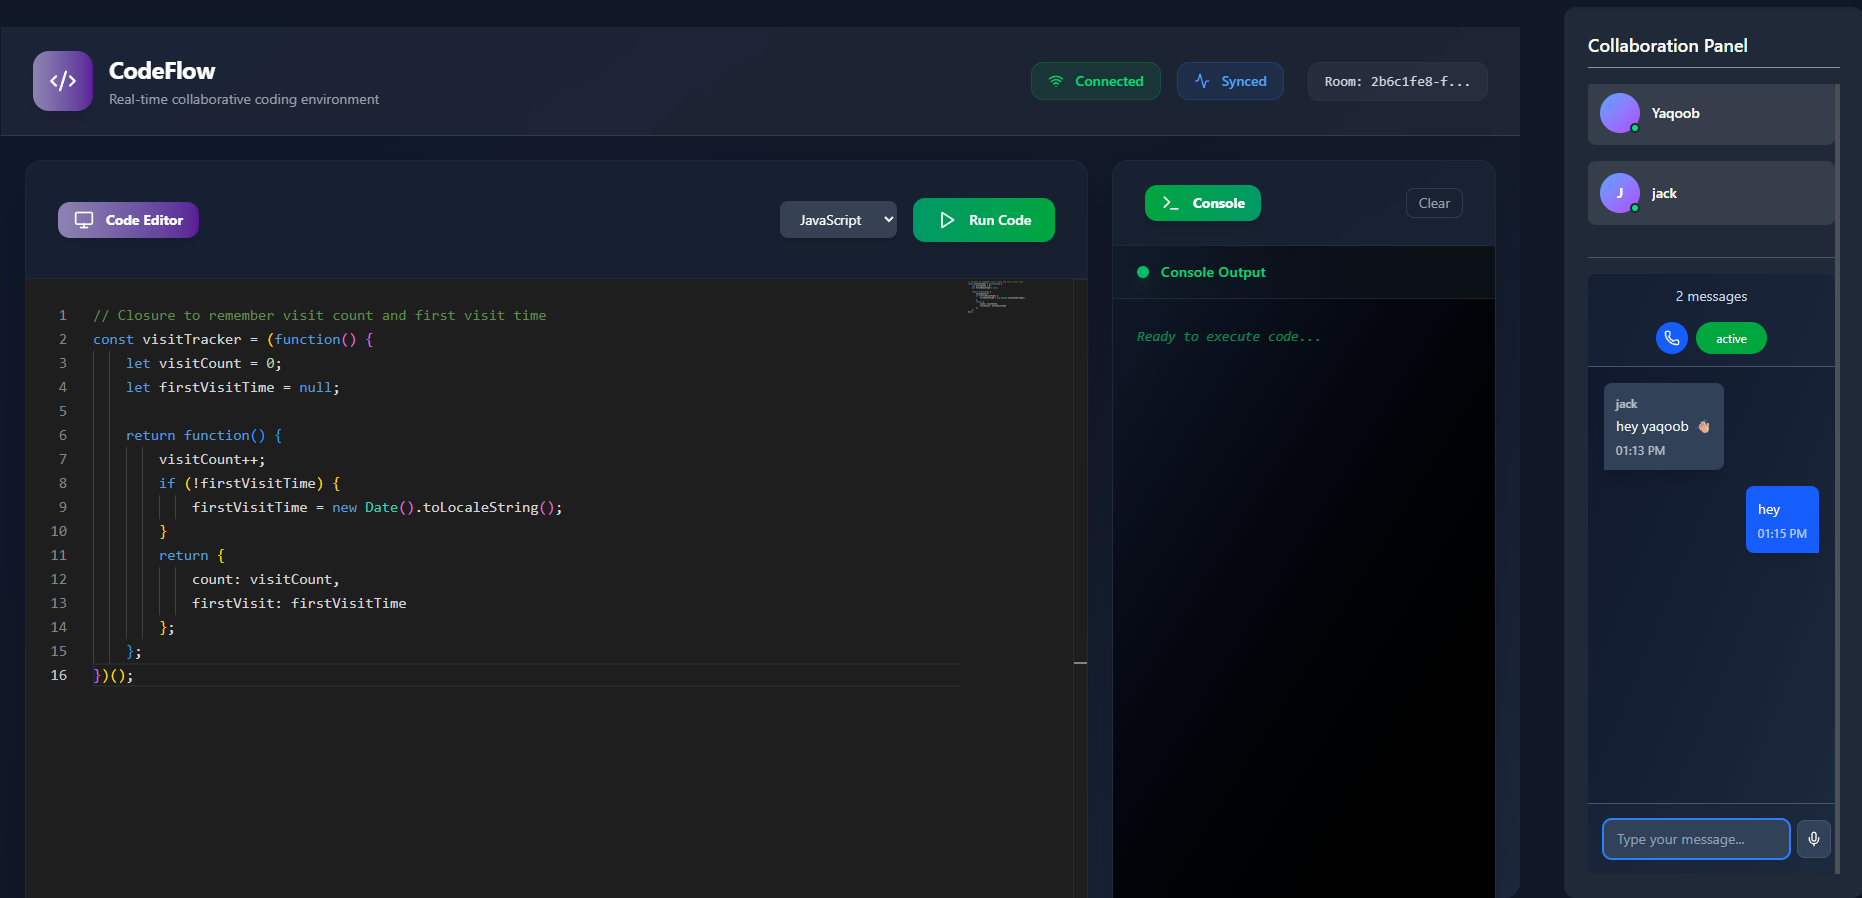 CodeFlow
Real-time collaborative coding environment
Connected
Synced
Room: 2b6c1fe8-f...
Code Editor
JavaScript
Run Code
1 // Closure to remember visit count and first visit time
2 const visitTracker = (function() {
3 let visitCount = 0;
4 let firstVisitTime = null;
5
6 return function() {
7 visitCount++;
8 if (!firstVisitTime) {
9 firstVisitTime = new Date().toLocaleString();
10 }
11 return {
12 count: visitCount,
13 firstVisit: firstVisitTime
14 };
15 };
16 })();
Console
Clear
Console Output
Ready to execute code...
Collaboration Panel
Yaqoob
J jack
2 messages
active
jack
hey yaqoob 👋🏼
01:13 PM
hey
01:15 PM
Type your message...